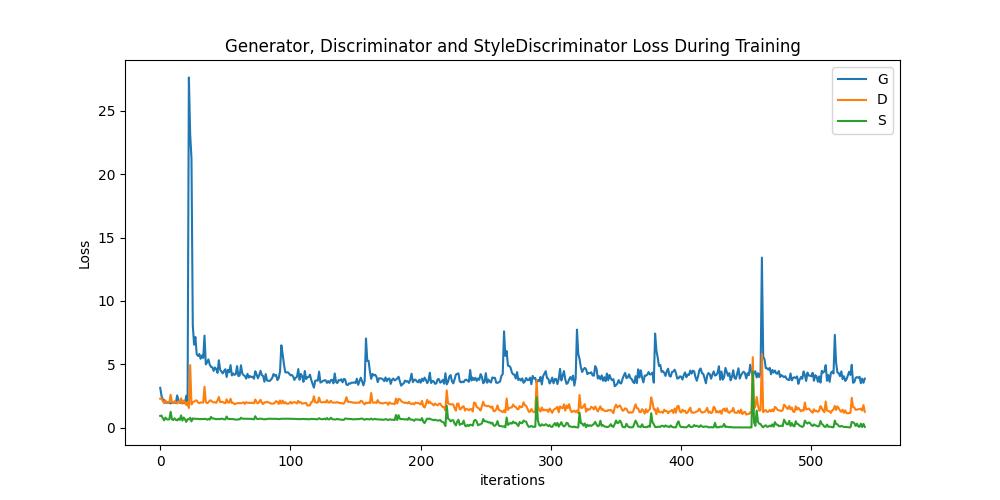 Generator, Discriminator and StyleDiscriminator Loss During Training
G
D
S
25
20
15
10
5
0
Loss
0 100 200 300 400 500
iterations